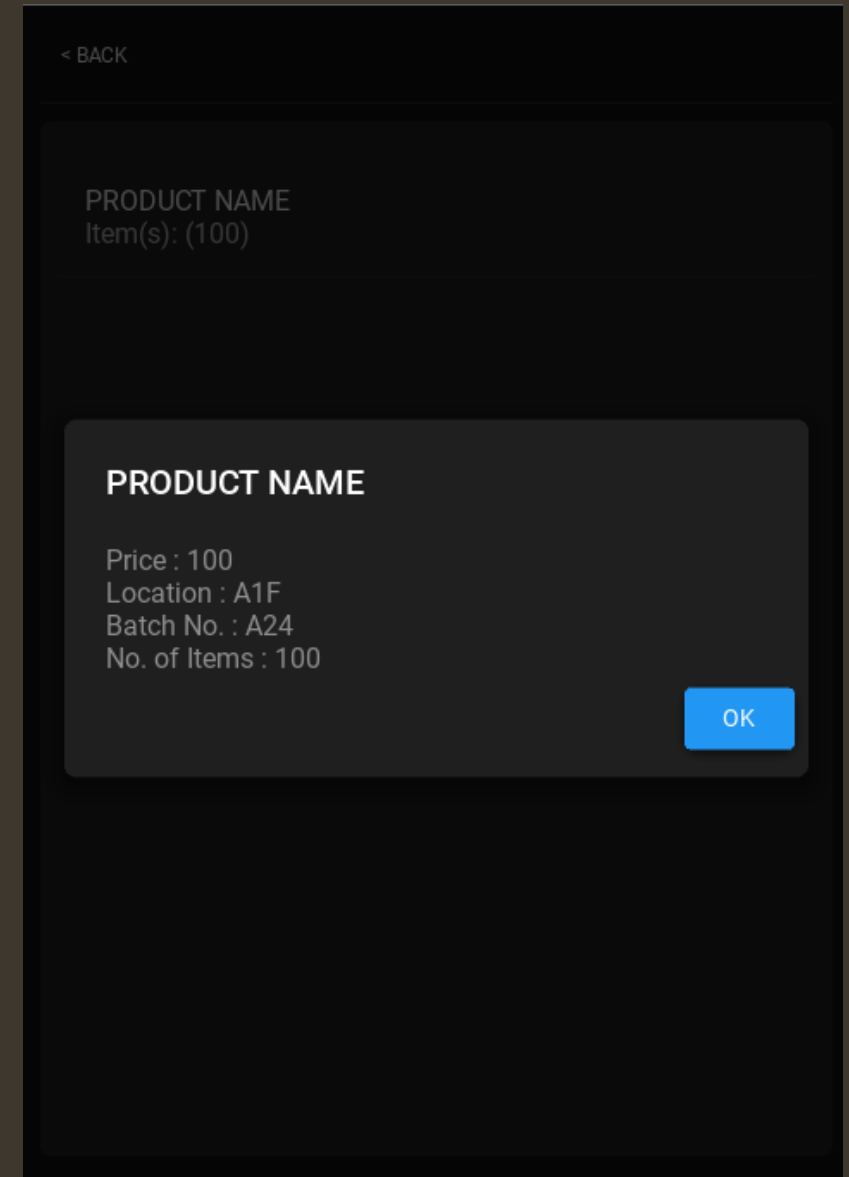 < BACK
PRODUCT NAME
Item(s): (100)
PRODUCT NAME
Price : 100
Location : A1F
Batch No. : A24
No. of Items : 100
OK